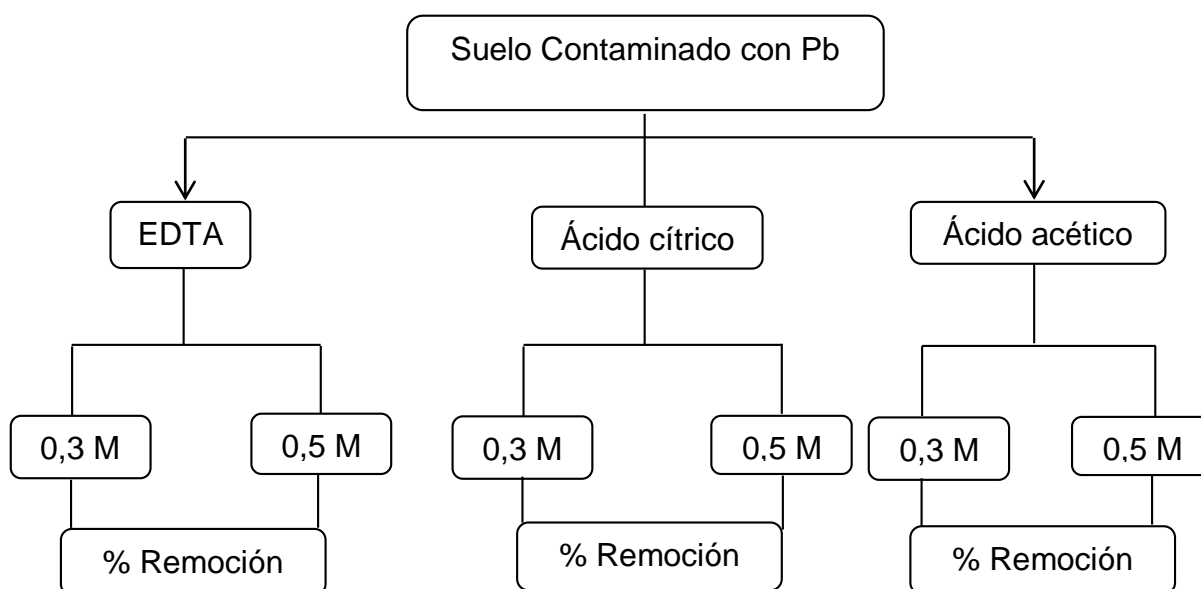 Suelo Contaminado con Pb
EDTA
Ácido cítrico
Ácido acético
0,3 M
0,5 M
0,3 M
0,5 M
0,3 M
0,5 M
% Remoción
% Remoción
% Remoción